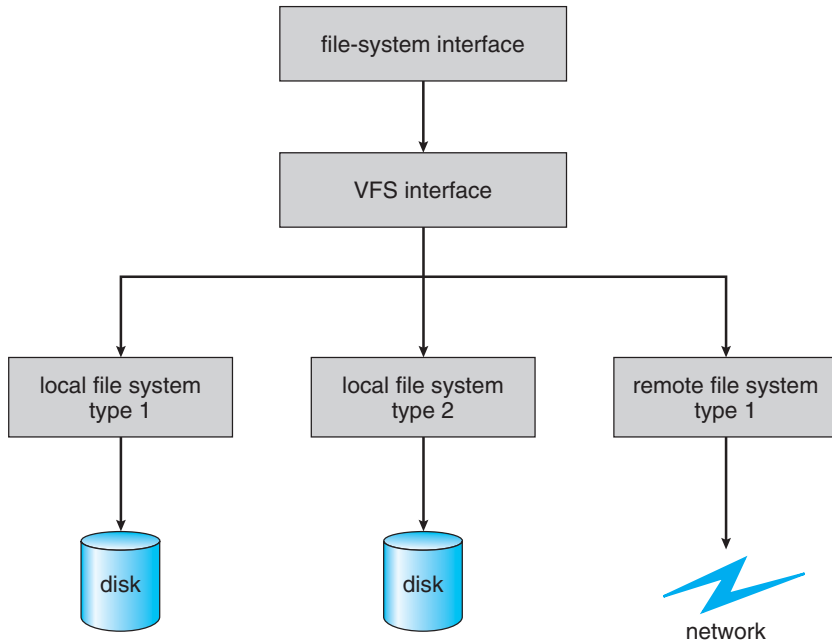 file-system interface
VFS interface
local file system
type 1
local file system
type 2
remote file system
type 1
disk
disk
network